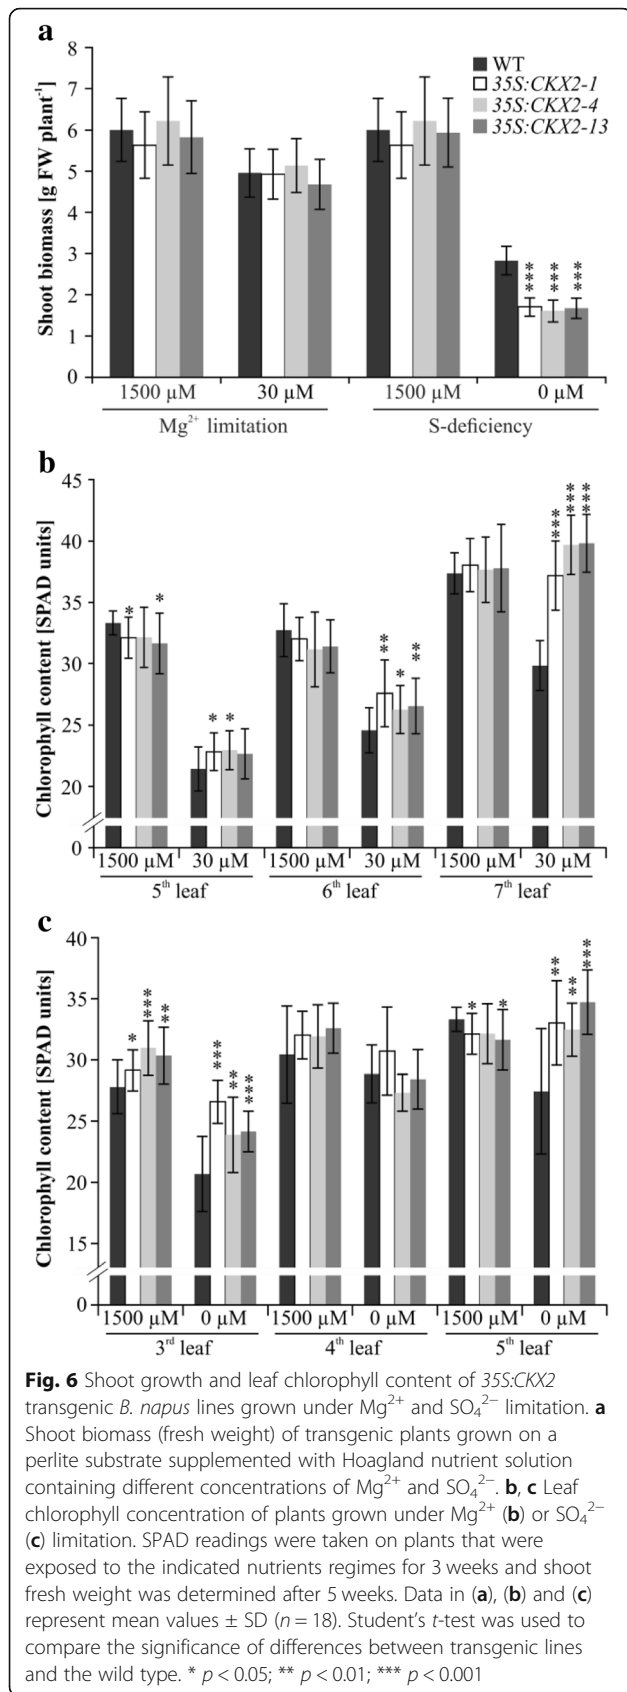 a
8
7
6
5
4
3
2
1
0
Shoot biomass [g FW plant⁻¹]
WT
35S:CKX2-1
35S:CKX2-4
35S:CKX2-13
*** *** ***
1500 µM 30 µM 1500 µM 0 µM
Mg²⁺ limitation S-deficiency
b
45
40
35
30
25
20
0
Chlorophyll content [SPAD units]
* * * * ** * ** *** *** ***
1500 µM 30 µM 1500 µM 30 µM 1500 µM 30 µM
5th leaf 6th leaf 7th leaf
c
40
35
30
25
20
15
0
Chlorophyll content [SPAD units]
* *** ** *** ** *** * * ** ** ***
1500 µM 0 µM 1500 µM 0 µM 1500 µM 0 µM
3rd leaf 4th leaf 5th leaf
Fig. 6 Shoot growth and leaf chlorophyll content of 35S:CKX2
transgenic B. napus lines grown under Mg²⁺ and SO₄²⁻ limitation. a
Shoot biomass (fresh weight) of transgenic plants grown on a
perlite substrate supplemented with Hoagland nutrient solution
containing different concentrations of Mg²⁺ and SO₄²⁻. b, c Leaf
chlorophyll concentration of plants grown under Mg²⁺ (b) or SO₄²⁻
(c) limitation. SPAD readings were taken on plants that were
exposed to the indicated nutrients regimes for 3 weeks and shoot
fresh weight was determined after 5 weeks. Data in (a), (b) and (c)
represent mean values ± SD (n = 18). Student's t-test was used to
compare the significance of differences between transgenic lines
and the wild type. * p < 0.05; ** p < 0.01; *** p < 0.001